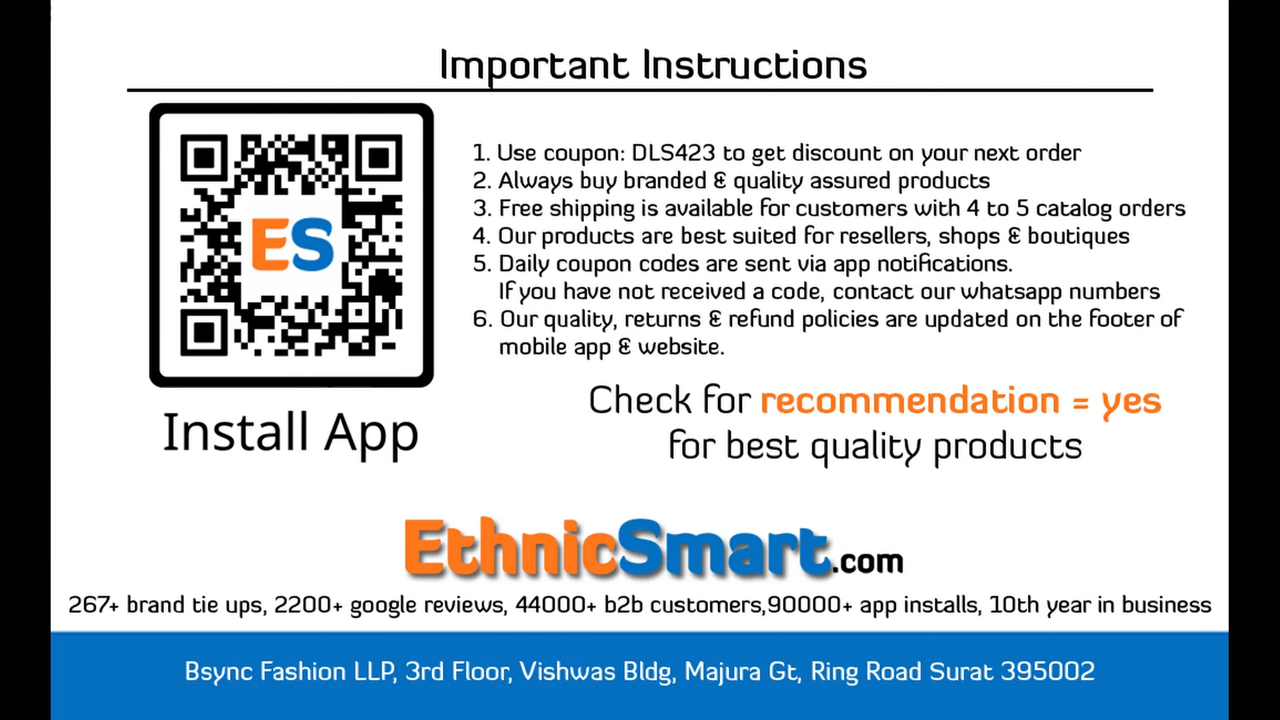 Important Instructions
ES
Install App
1. Use coupon: DLS423 to get discount on your next order
2. Always buy branded & quality assured products
3. Free shipping is available for customers with 4 to 5 catalog orders
4. Our products are best suited for resellers, shops & boutiques
5. Daily coupon codes are sent via app notifications.
If you have not received a code, contact our whatsapp numbers
6. Our quality, returns & refund policies are updated on the footer of
mobile app & website.
Check for recommendation = yes
for best quality products
EthnicSmart.com
267+ brand tie ups, 2200+ google reviews, 44000+ b2b customers,90000+ app installs, 10th year in business
Bsync Fashion LLP, 3rd Floor, Vishwas Bldg, Majura Gt, Ring Road Surat 395002